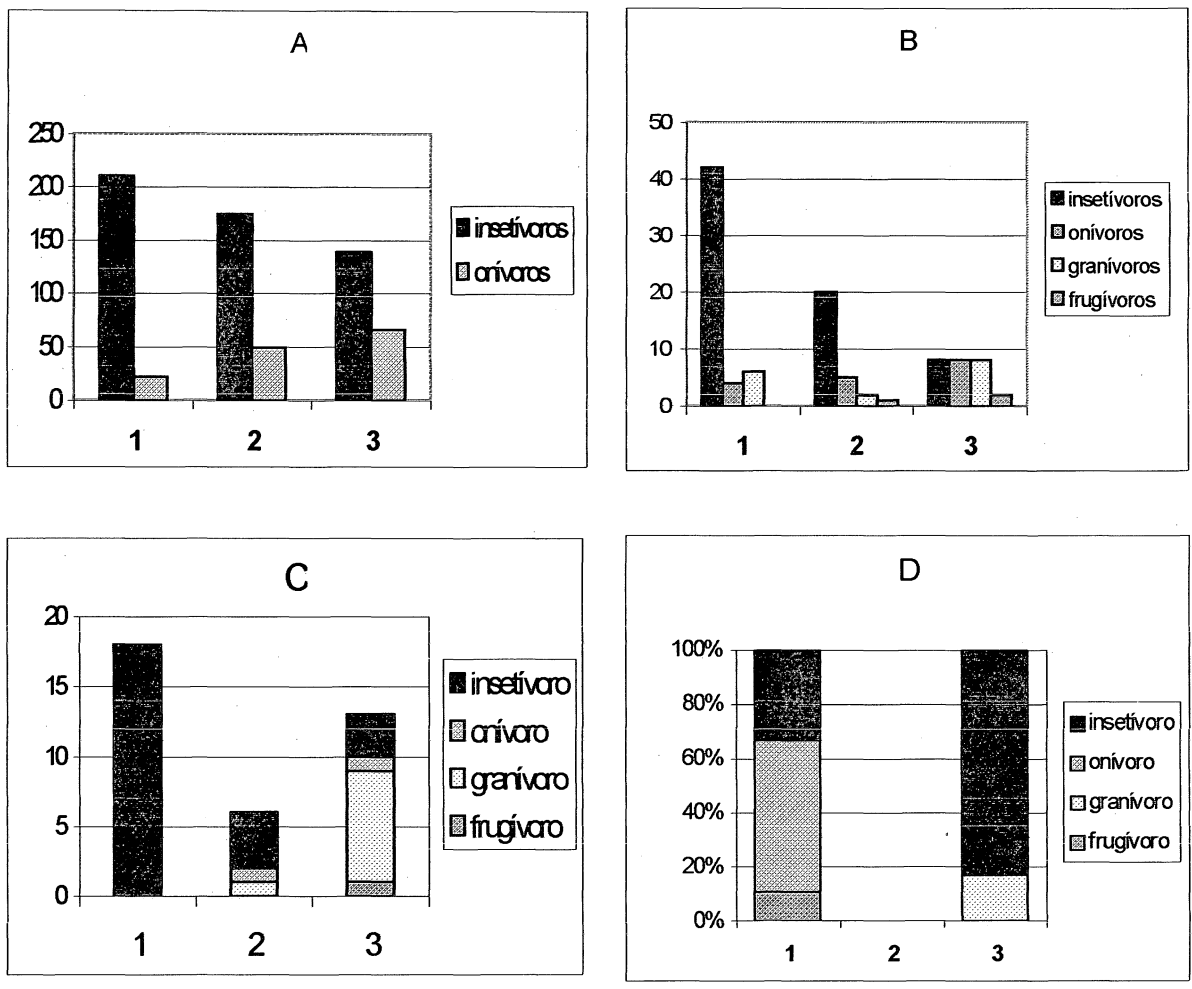 A
250
200
150
100
50
0
1 2 3
insetívoros
onívoros
B
50
40
30
20
10
0
1 2 3
insetívoros
onívoros
granívoros
frugívoros
C
20
15
10
5
0
1 2 3
insetívoro
onívoro
granívoro
frugívoro
D
100%
80%
60%
40%
20%
0%
1 2 3
insetívoro
onívoro
granívoro
frugívoro